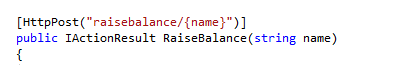 [HttpPost("raisebalance/{name}")]
public IActionResult RaiseBalance(string name)
{